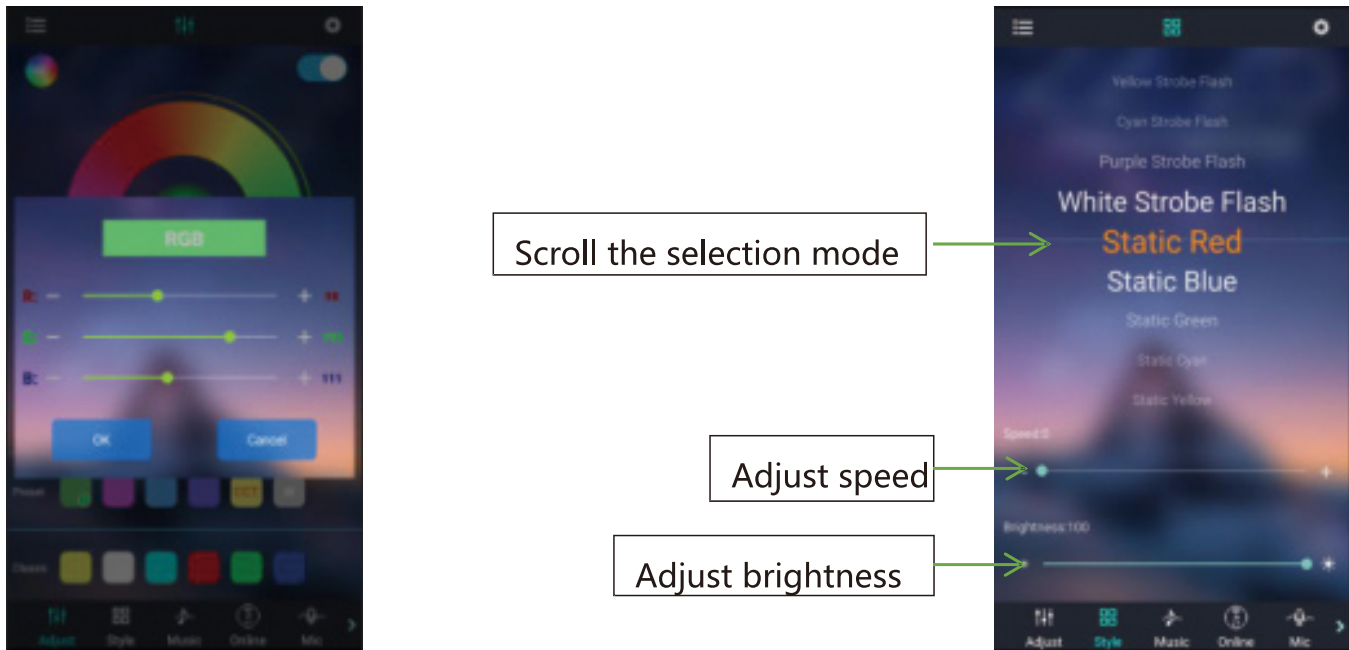 RGB
R:
B:
111
OK
Cancel
Preset
CCT
Classic
Adjust
Style
Music
Online
Mic
Scroll the selection mode
Adjust speed
Adjust brightness
Yellow Strobe Flash
Cyan Strobe Flash
Purple Strobe Flash
White Strobe Flash
Static Red
Static Blue
Static Green
Static Cyan
Static Yellow
Speed:0
Brightness:100
Adjust
Style
Music
Online
Mic